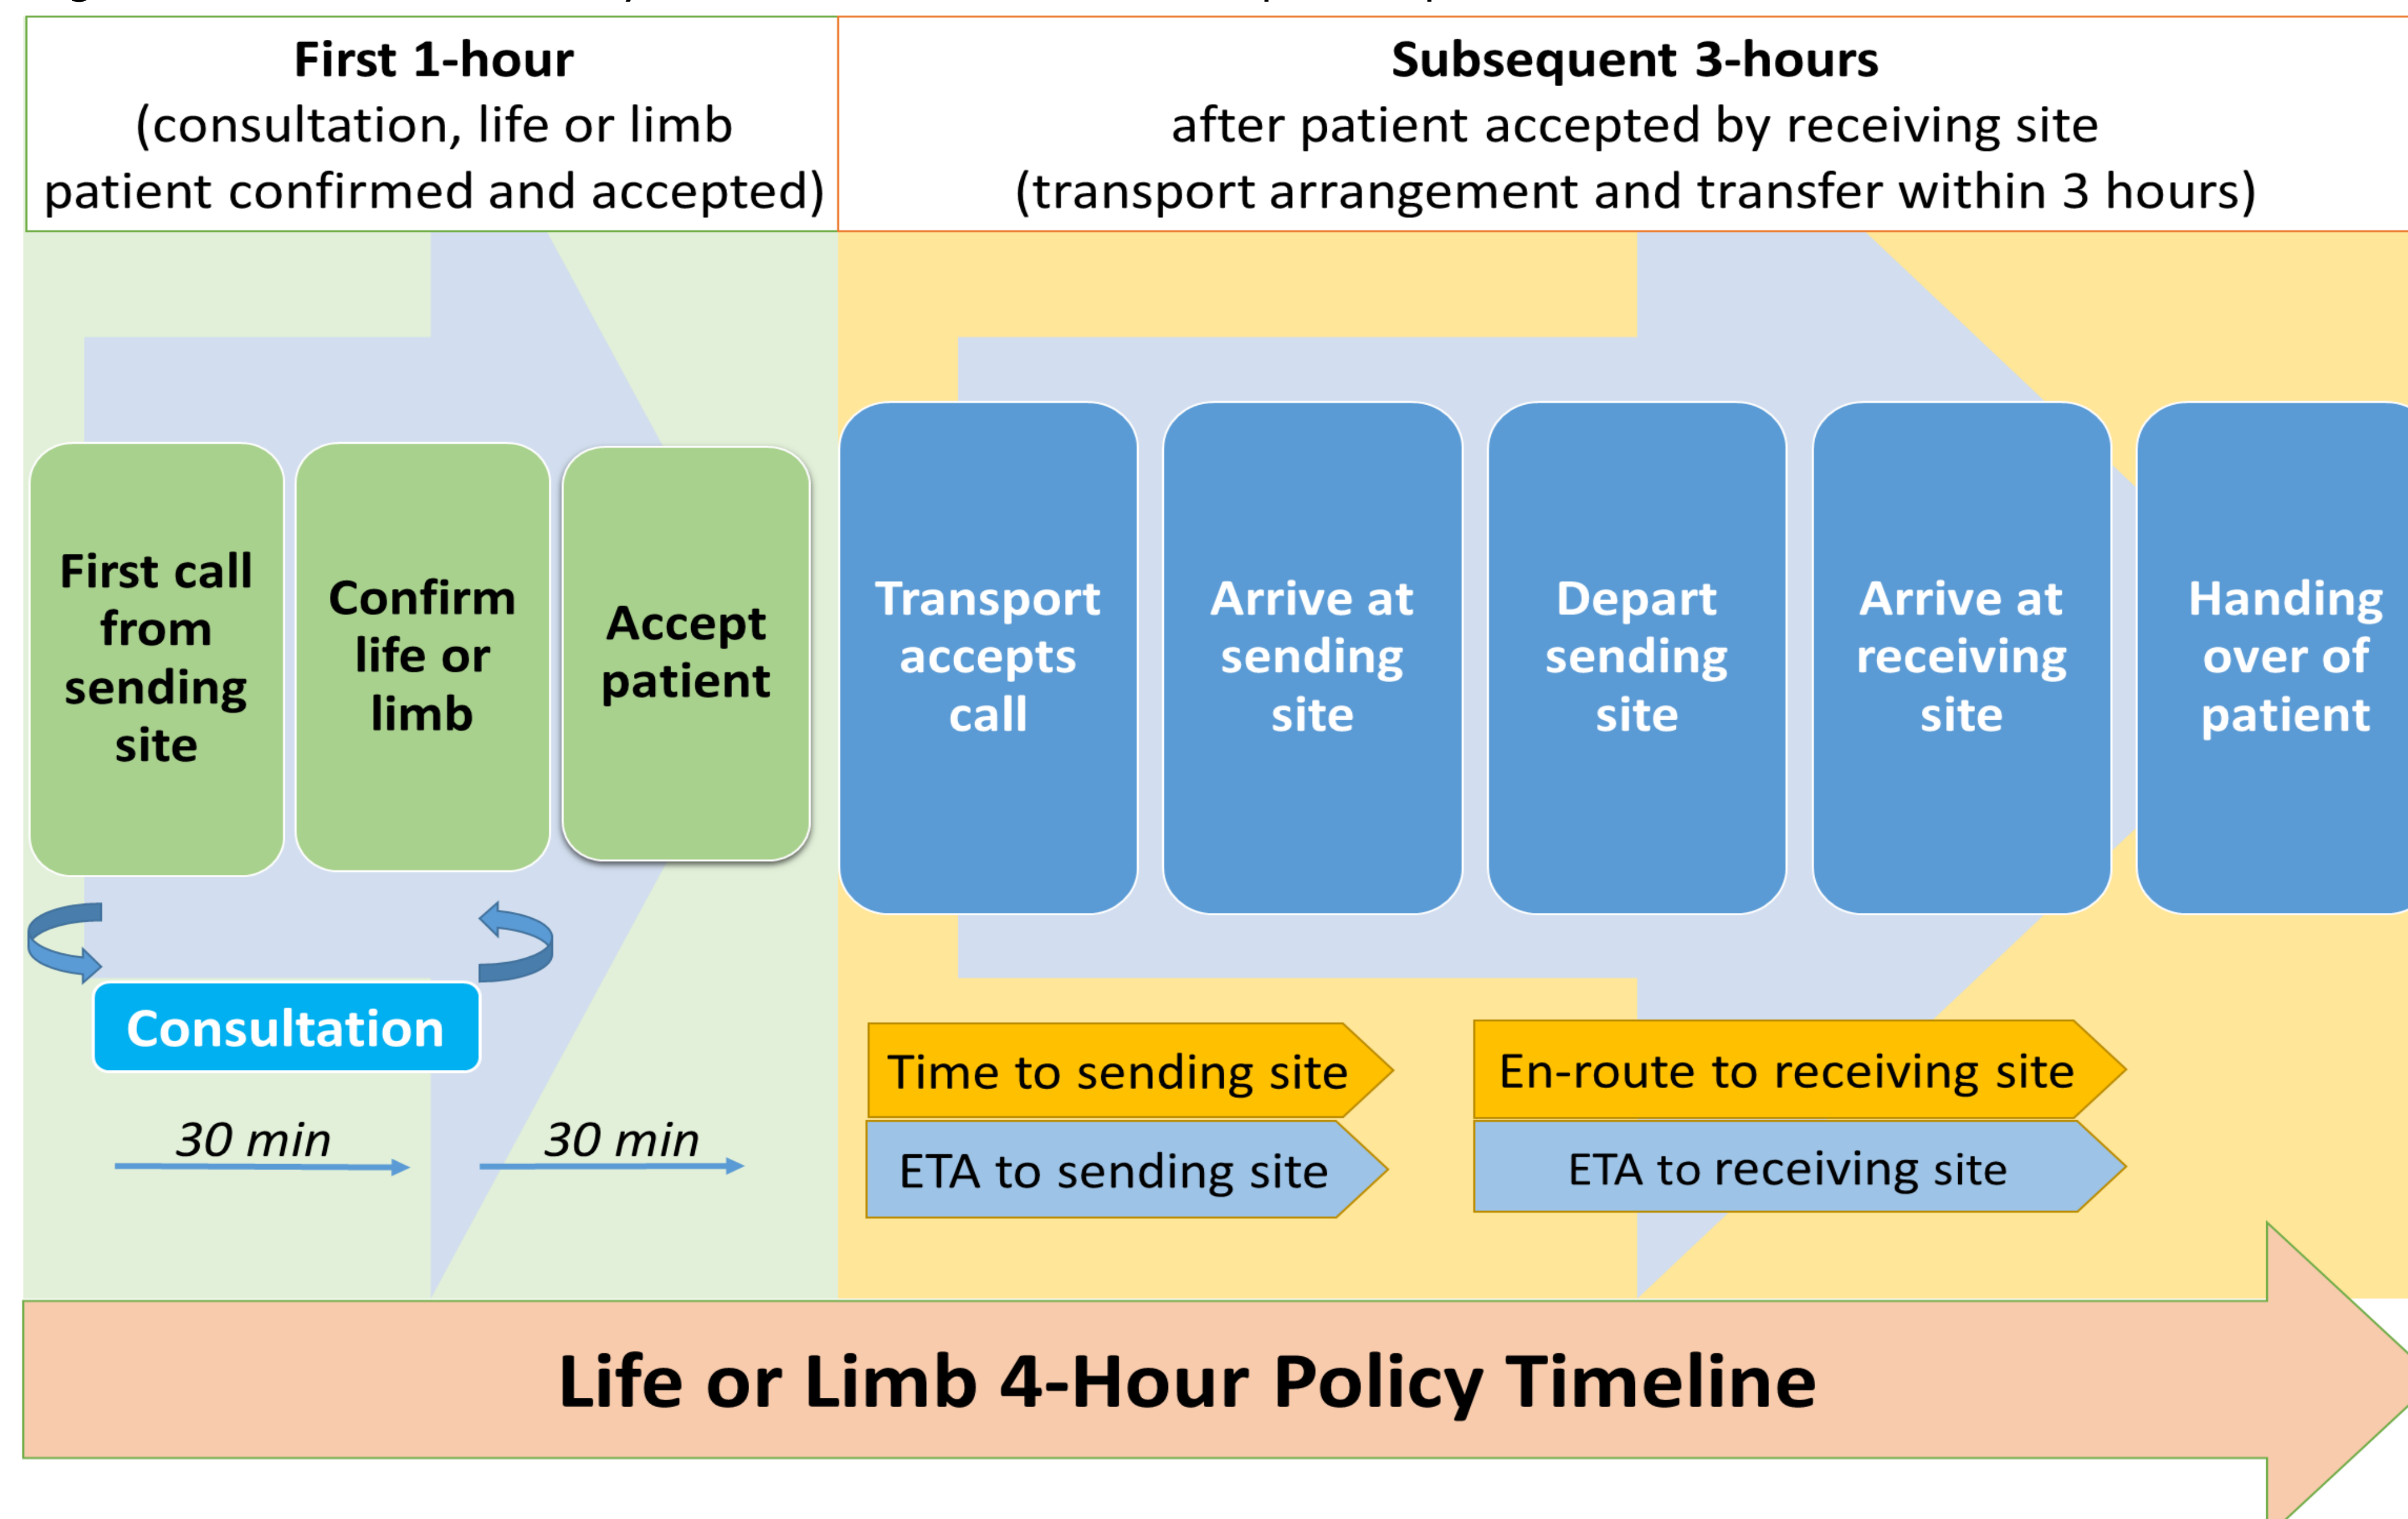 First 1-hour
(consultation, life or limb
patient confirmed and accepted)
Subsequent 3-hours
after patient accepted by receiving site
(transport arrangement and transfer within 3 hours)
First call
from
sending
site
Confirm
life or
limb
Accept
patient
Transport
accepts
call
Arrive at
sending
site
Depart
sending
site
Arrive at
receiving
site
Handing
over of
patient
Consultation
30 min
30 min
Time to sending site
ETA to sending site
En-route to receiving site
ETA to receiving site
Life or Limb 4-Hour Policy Timeline